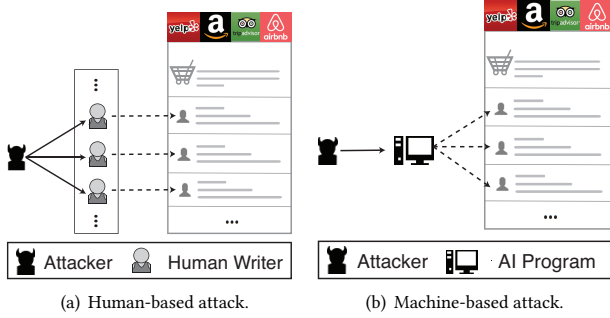 yelp
a
tripadvisor
airbnb
yelp
a
tripadvisor
airbnb
Attacker
Human Writer
Attacker
AI Program
(a) Human-based attack.
(b) Machine-based attack.